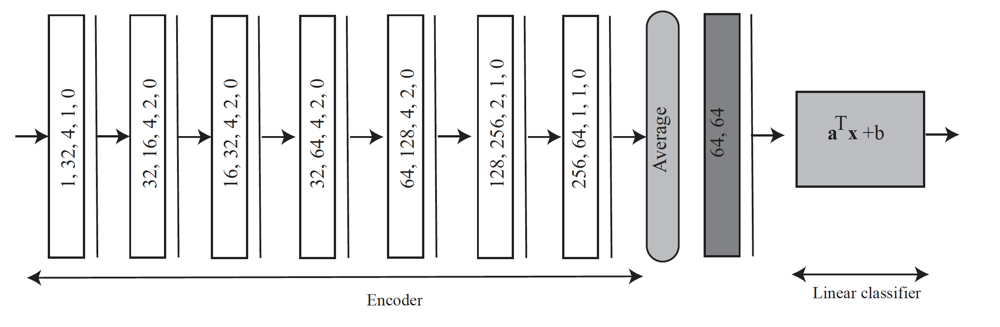 1, 32, 4, 1, 0
32, 16, 4, 2, 0
16, 32, 4, 2, 0
32, 64, 4, 2, 0
64, 128, 4, 2, 0
128, 256, 2, 1, 0
256, 64, 1, 1, 0
Average
64, 64
aᵀx +b
Encoder
Linear classifier